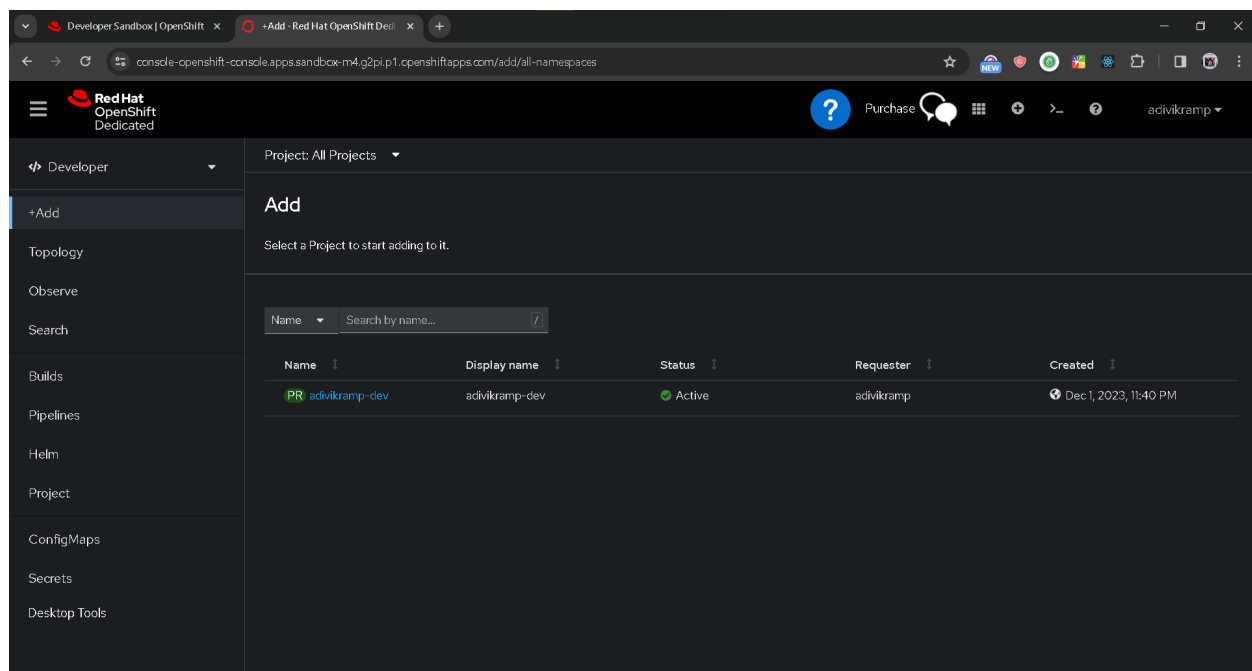 Developer Sandbox | OpenShift
+Add · Red Hat OpenShift Dedi
console-openshift-console.apps.sandbox-m4.g2pi.p1.openshiftapps.com/add/all-namespaces
NEW
Red Hat
OpenShift
Dedicated
? Purchase >_ ? adivikramp
</> Developer
Project: All Projects
+Add
Topology
Observe
Search
Builds
Pipelines
Helm
Project
ConfigMaps
Secrets
Desktop Tools
Add
Select a Project to start adding to it.
Name Search by name... /
Name Display name Status Requester Created
PR adivikramp-dev adivikramp-dev Active adivikramp Dec 1, 2023, 11:40 PM